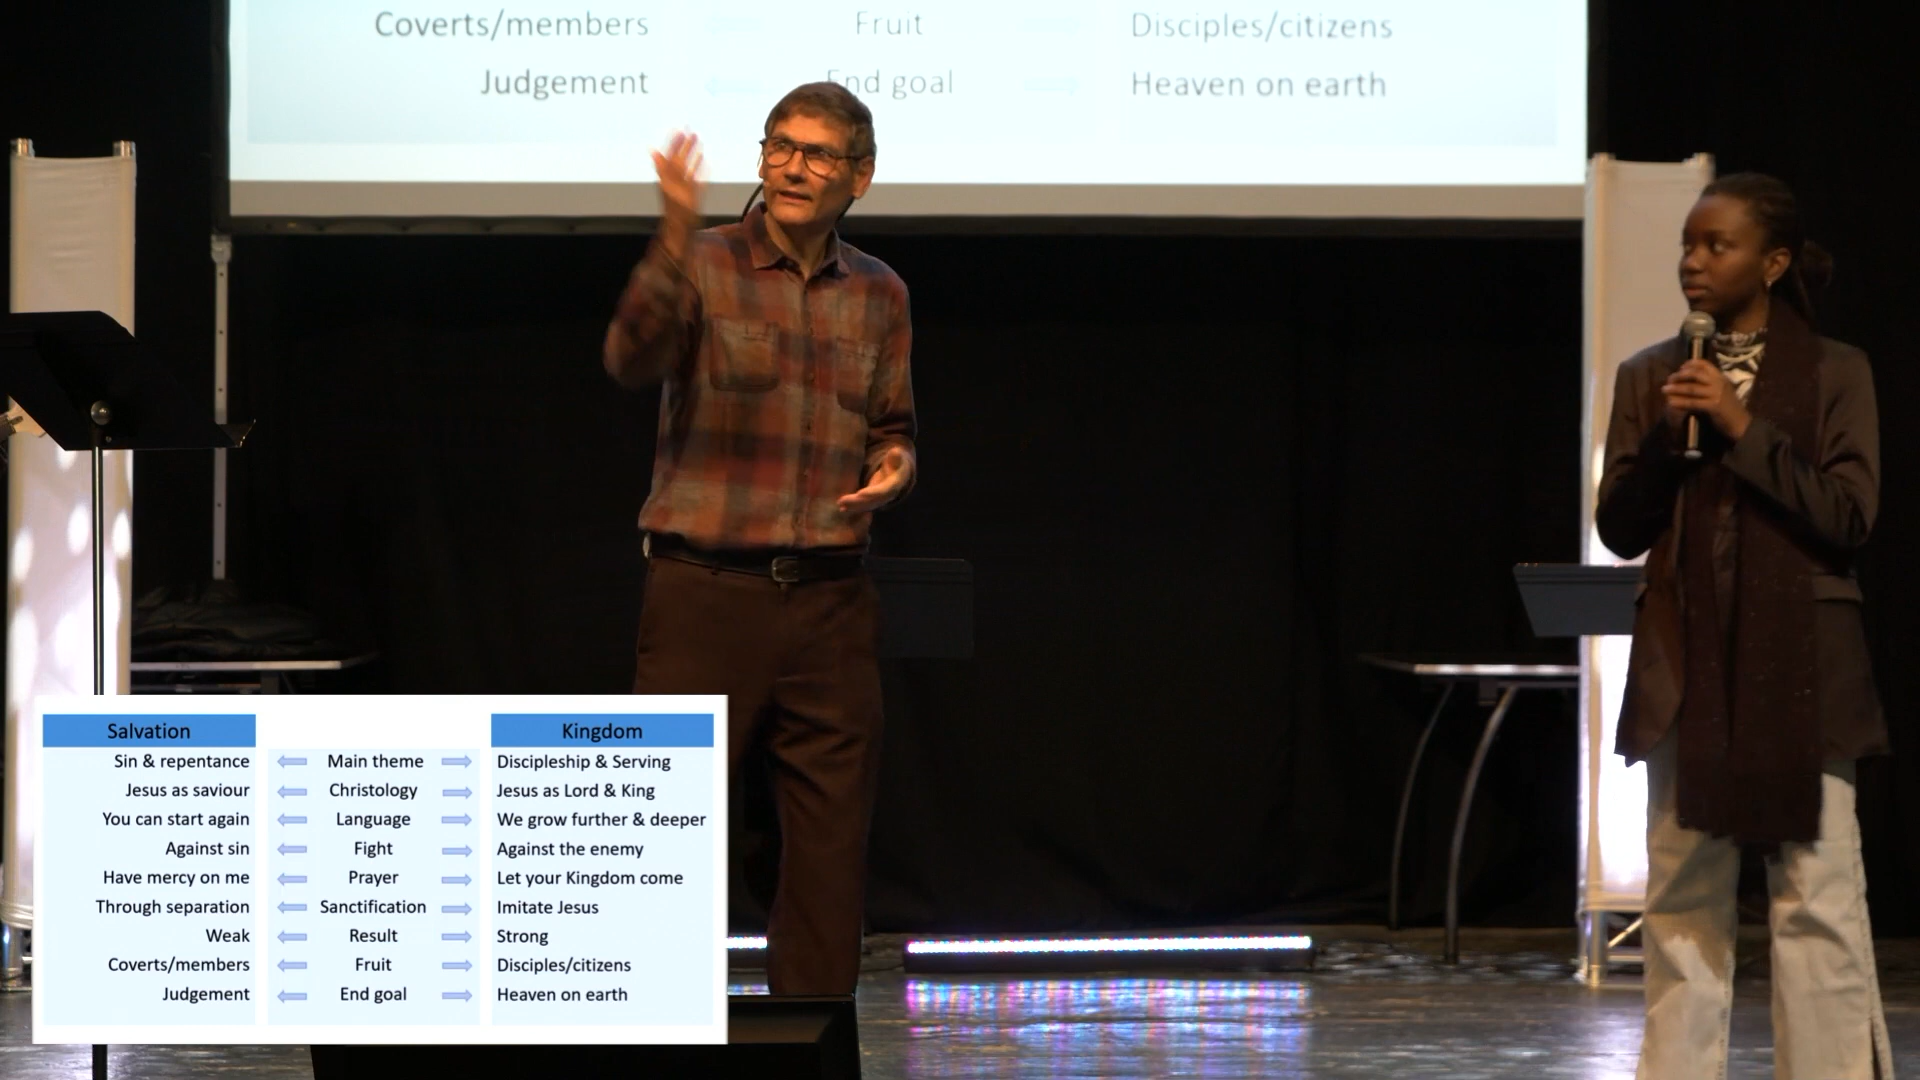 Coverts/members Fruit Disciples/citizens
Judgement End goal Heaven on earth
Salvation Kingdom
Sin & repentance Main theme Discipleship & Serving
Jesus as saviour Christology Jesus as Lord & King
You can start again Language We grow further & deeper
Against sin Fight Against the enemy
Have mercy on me Prayer Let your Kingdom come
Through separation Sanctification Imitate Jesus
Weak Result Strong
Coverts/members Fruit Disciples/citizens
Judgement End goal Heaven on earth